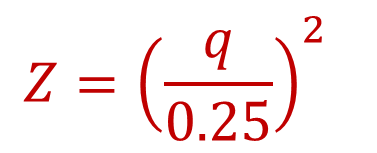 Z = (q/0.25)²